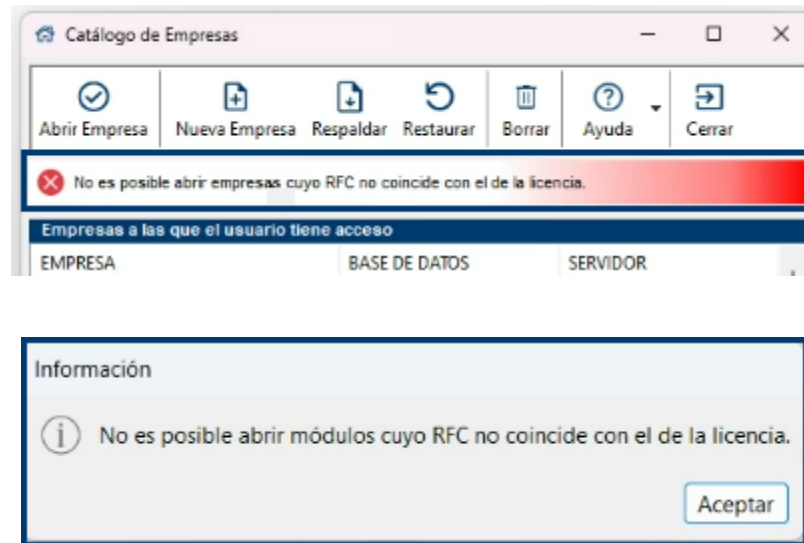 Catálogo de Empresas
Abrir Empresa Nueva Empresa Respaldar Restaurar Borrar Ayuda Cerrar
No es posible abrir empresas cuyo RFC no coincide con el de la licencia.
Empresas a las que el usuario tiene acceso
EMPRESA BASE DE DATOS SERVIDOR
Información
No es posible abrir módulos cuyo RFC no coincide con el de la licencia.
Aceptar